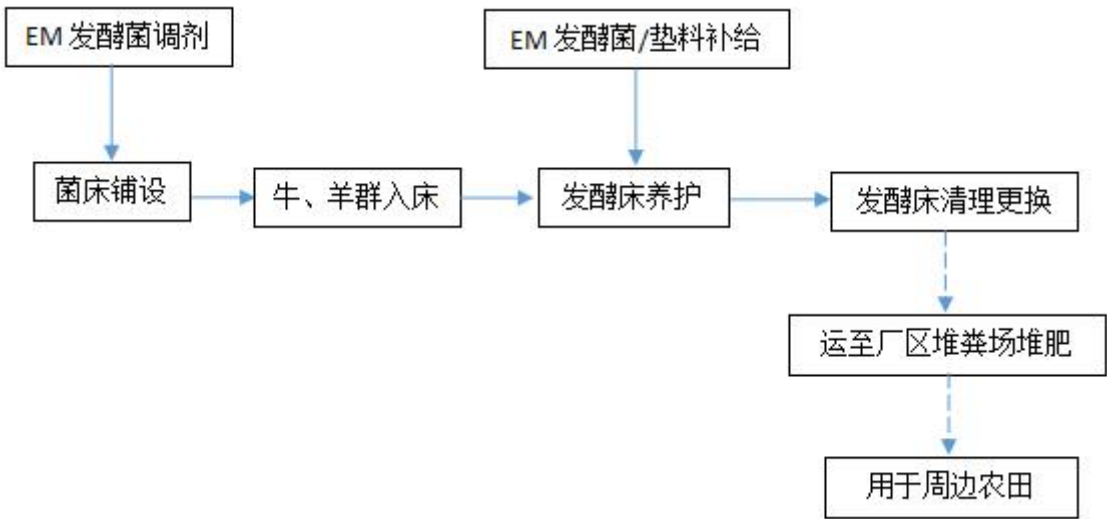 EM 发酵菌调剂
EM 发酵菌/垫料补给
菌床铺设
牛、羊群入床
发酵床养护
发酵床清理更换
运至厂区堆粪场堆肥
用于周边农田